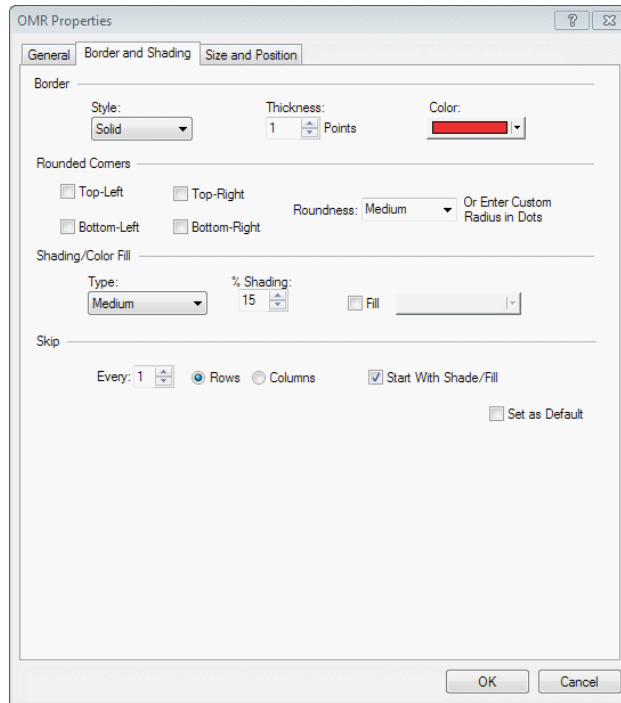 OMR Properties
General Border and Shading Size and Position
Border
Style: Thickness: Color:
Solid 1 Points
Rounded Corners
Top-Left Top-Right
Roundness: Medium Or Enter Custom
Radius in Dots
Bottom-Left Bottom-Right
Shading/Color Fill
Type: % Shading:
Medium 15 Fill
Skip
Every: 1 Rows Columns Start With Shade/Fill
Set as Default
OK Cancel